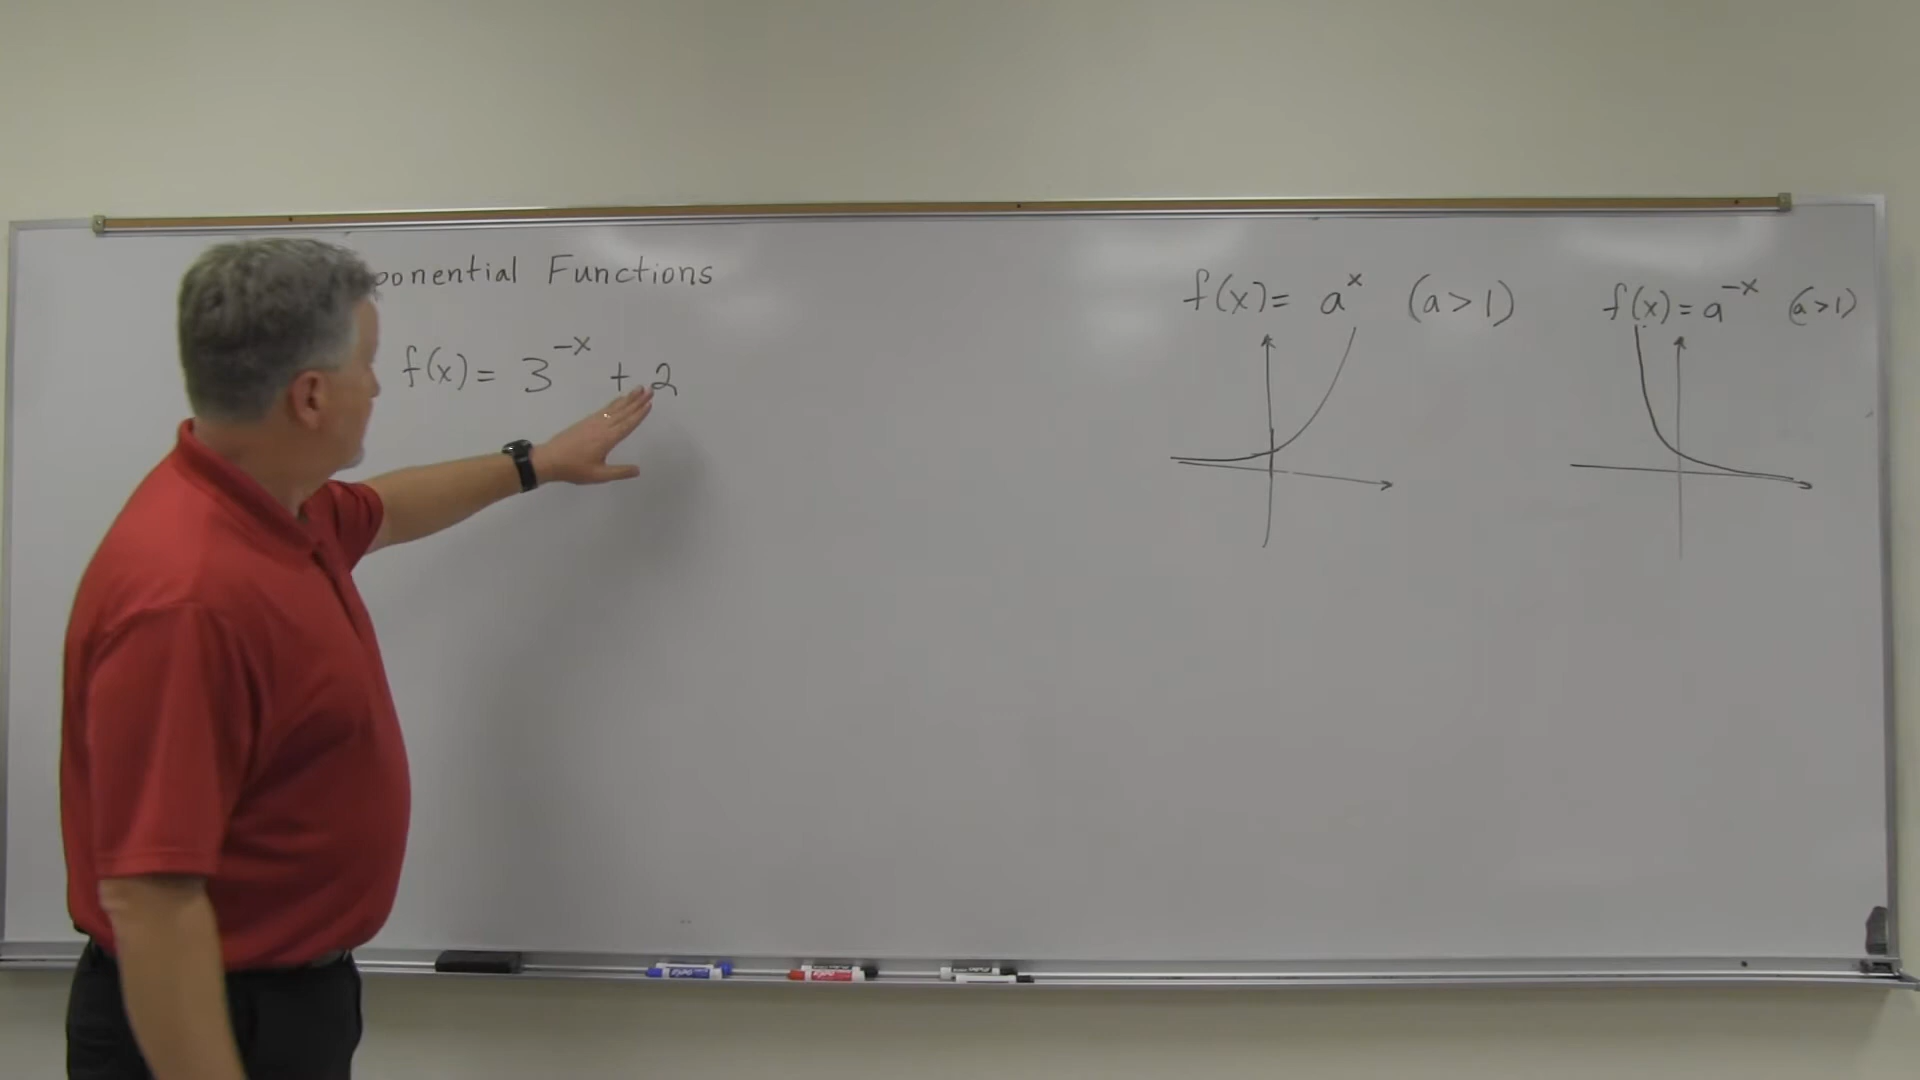 ponential Functions
f(x) = 3^{-x} + 2
f(x) = a^x (a > 1)
f(x) = a^{-x} (a > 1)